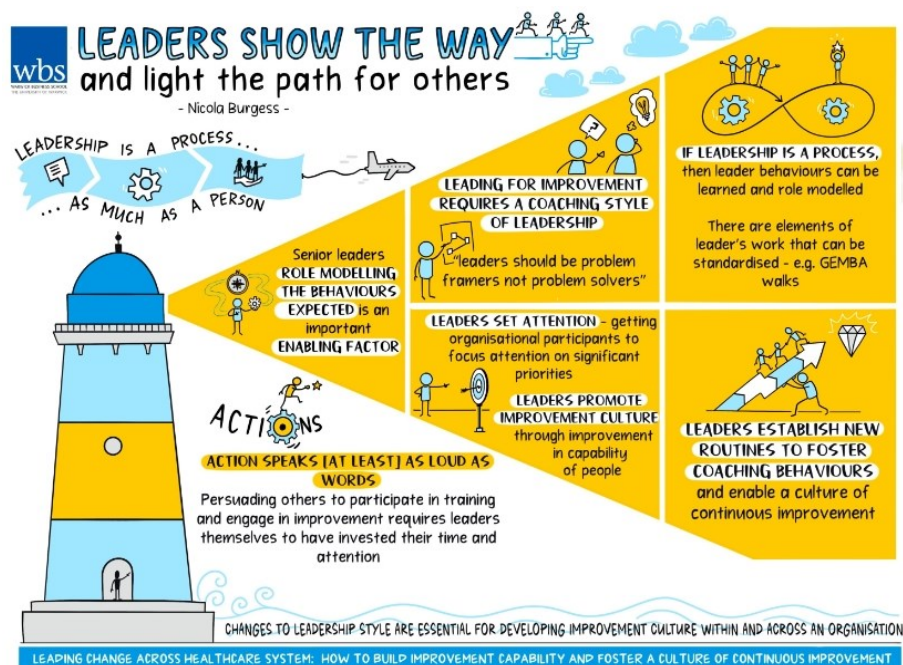 wbs
WARWICK BUSINESS SCHOOL
THE UNIVERSITY OF WARWICK
LEADERS SHOW THE WAY
and light the path for others
- Nicola Burgess -
LEADERSHIP IS A PROCESS...
... AS MUCH AS A PERSON
Senior leaders
ROLE MODELLING
THE BEHAVIOURS
EXPECTED is an
important
ENABLING FACTOR
ACTIONS
ACTION SPEAKS [AT LEAST] AS LOUD AS
WORDS
Persuading others to participate in training
and engage in improvement requires leaders
themselves to have invested their time and
attention
?
LEADING FOR IMPROVEMENT
REQUIRES A COACHING STYLE
OF LEADERSHIP
"leaders should be problem
framers not problem solvers"
LEADERS SET ATTENTION - getting
organisational participants to
focus attention on significant
priorities
LEADERS PROMOTE
IMPROVEMENT CULTURE
through improvement
in capability
of people
IF LEADERSHIP IS A PROCESS,
then leader behaviours can be
learned and role modelled
There are elements of
leader's work that can be
standardised - e.g. GEMBA
walks
LEADERS ESTABLISH NEW
ROUTINES TO FOSTER
COACHING BEHAVIOURS
and enable a culture of
continuous improvement
CHANGES TO LEADERSHIP STYLE ARE ESSENTIAL FOR DEVELOPING IMPROVEMENT CULTURE WITHIN AND ACROSS AN ORGANISATION
LEADING CHANGE ACROSS HEALTHCARE SYSTEM: HOW TO BUILD IMPROVEMENT CAPABILITY AND FOSTER A CULTURE OF CONTINUOUS IMPROVEMENT